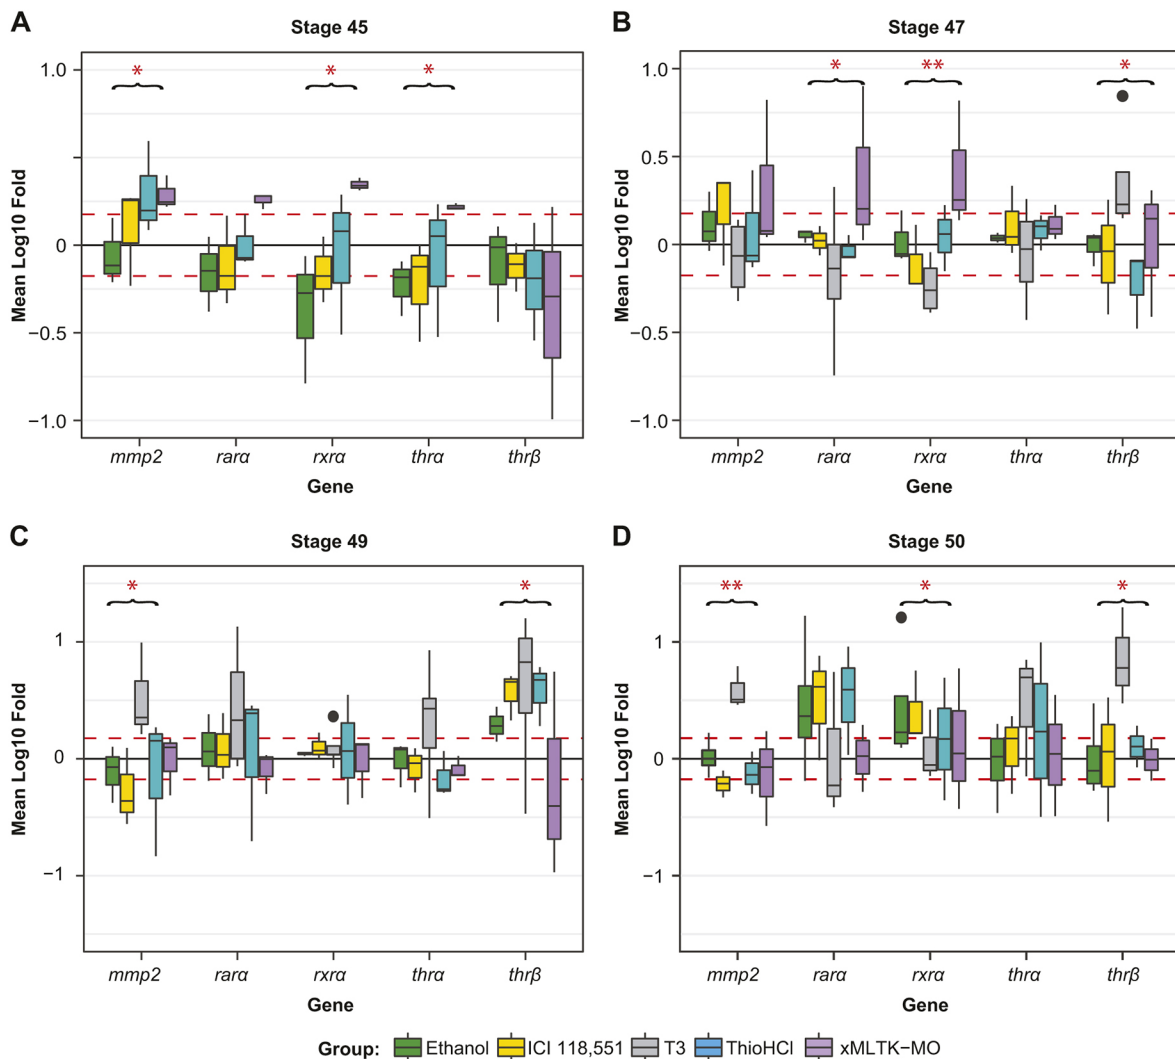 A
Stage 45
* * *
1.0
0.5
0
−0.5
−1.0
Mean Log10 Fold
mmp2 rarα rxrα thrα thrβ
Gene
B
Stage 47
* ** *
1.0
0.5
0
−0.5
−1.0
Mean Log10 Fold
mmp2 rarα rxrα thrα thrβ
Gene
C
Stage 49
* *
1
0
−1
Mean Log10 Fold
mmp2 rarα rxrα thrα thrβ
Gene
D
Stage 50
** * *
1
0
−1
Mean Log10 Fold
mmp2 rarα rxrα thrα thrβ
Gene
Group: Ethanol ICI 118,551 T3 ThioHCl xMLTK−MO